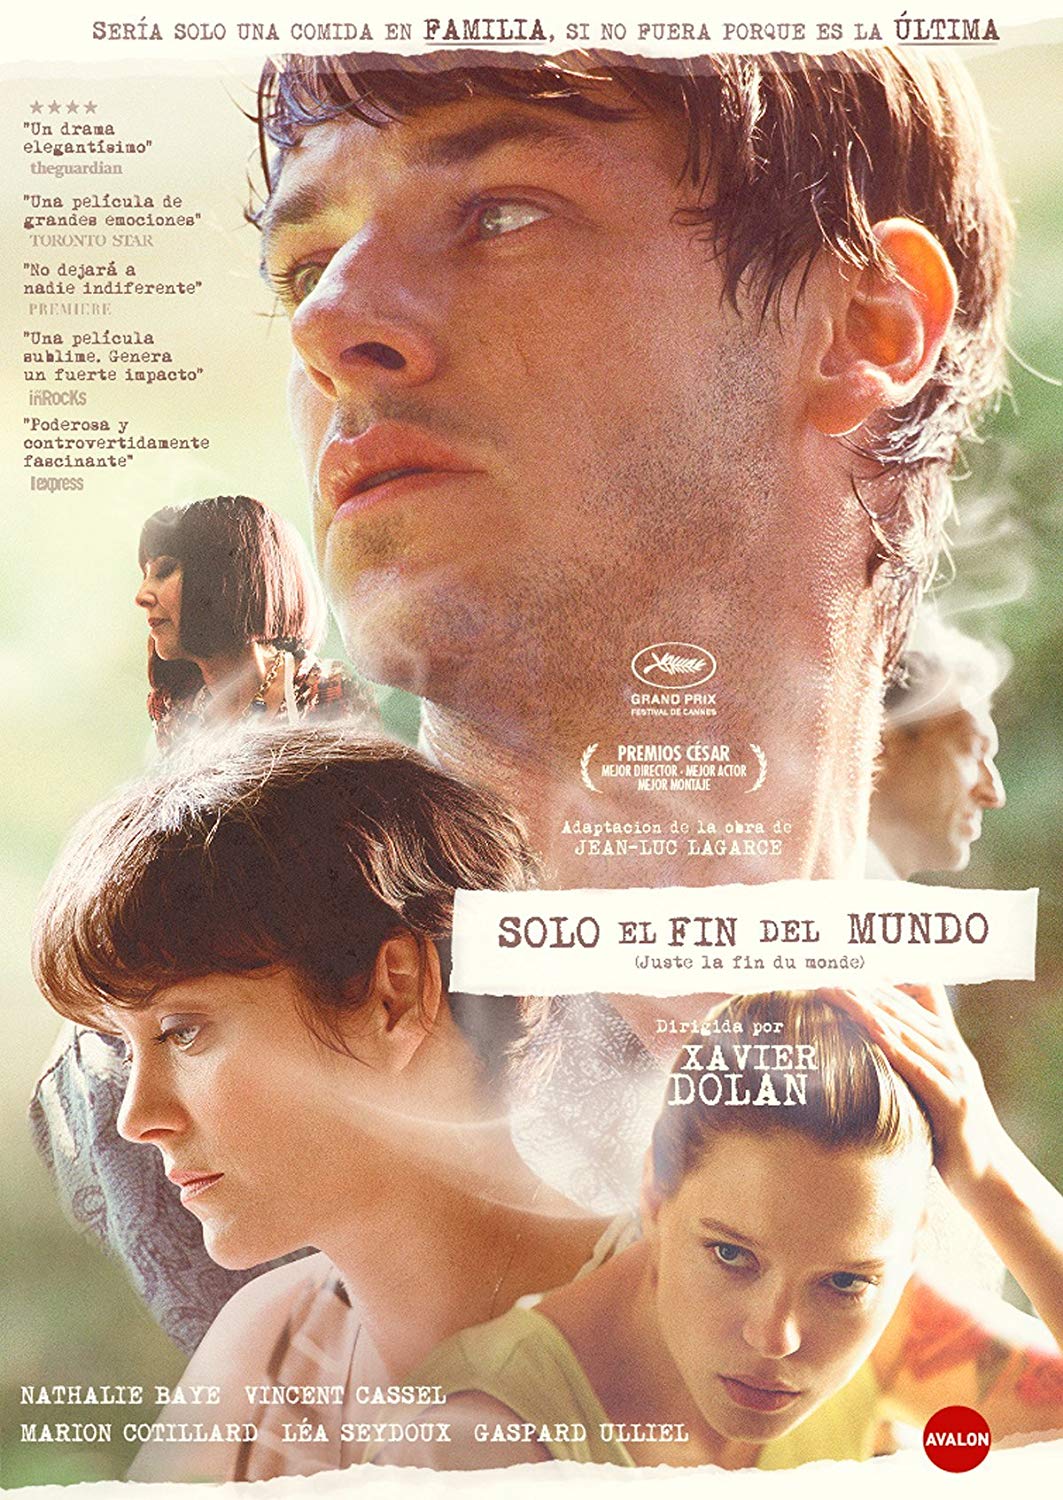 SERÍA SOLO UNA COMIDA EN FAMILIA, SI NO FUERA PORQUE ES LA ÚLTIMA
★★★★
"Un drama
elegantísimo"
theguardian
"Una película de
grandes emociones"
TORONTO STAR
"No dejará a
nadie indiferente"
PREMIERE
"Una película
sublime. Genera
un fuerte impacto"
iñRocKs
"Poderosa y
controvertidamente
fascinante"
l'express
GRAND PRIX
FESTIVAL DE CANNES
PREMIOS CÉSAR
MEJOR DIRECTOR - MEJOR ACTOR
MEJOR MONTAJE
Adaptacion de la obra de
JEAN-LUC LAGARCE
SOLO EL FIN DEL MUNDO
(Juste la fin du monde)
Dirigida por
XAVIER
DOLAN
NATHALIE BAYE VINCENT CASSEL
MARION COTILLARD LÉA SEYDOUX GASPARD ULLIEL
AVALON